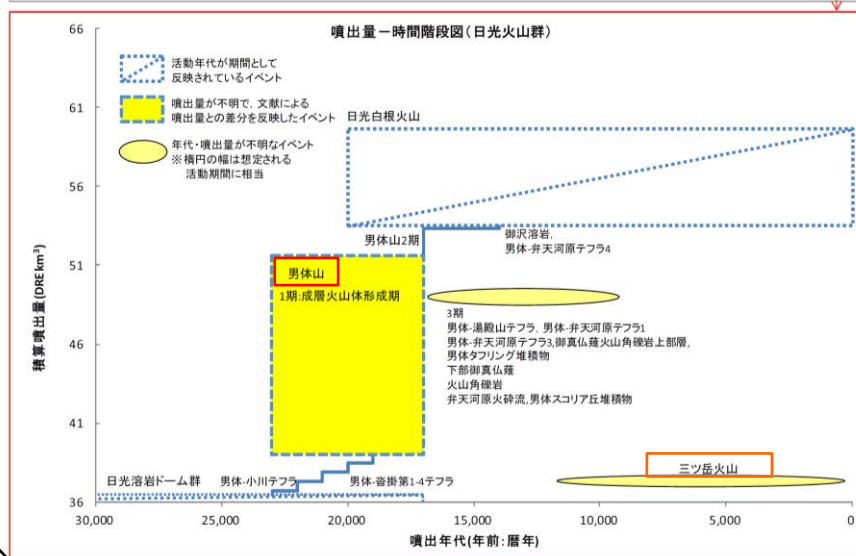 噴出量－時間階段図(日光火山群)
66
61
56
51
46
41
36
積算噴出量(DREkm³)
活動年代が期間として
反映されているイベント
噴出量が不明で，文献による
噴出量との差分を反映したイベント
年代・噴出量が不明なイベント
※楕円の幅は想定される
活動期間に相当
日光白根火山
男体山2期
御沢溶岩，
男体-弁天河原テフラ4
男体山
1期:成層火山体形成期
3期
男体-湯殿山テフラ，男体-弁天河原テフラ1
男体-弁天河原テフラ3,御真仏薙火山角礫岩上部層，
男体タフリング堆積物
下部御真仏薙
火山角礫岩
弁天河原火砕流,男体スコリア丘堆積物
三ツ岳火山
日光溶岩ドーム群
男体-小川テフラ
男体-沓掛第1-4テフラ
30,000
25,000
20,000
15,000
10,000
5,000
0
噴出年代(年前:暦年)